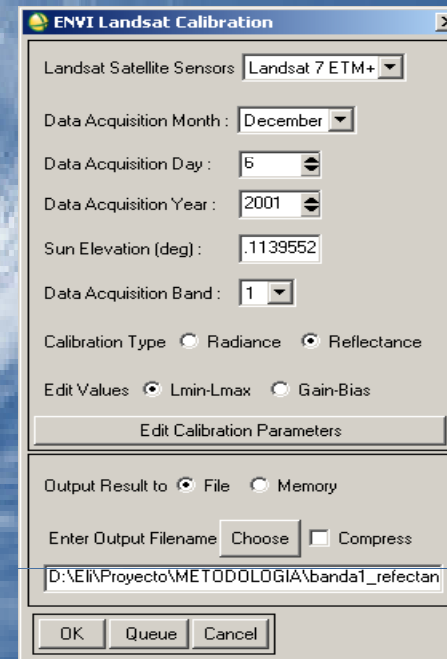 ENVI Landsat Calibration
Landsat Satellite Sensors Landsat 7 ETM+
Data Acquisition Month : December
Data Acquisition Day : 6
Data Acquisition Year : 2001
Sun Elevation (deg) : .1139552
Data Acquisition Band : 1
Calibration Type Radiance Reflectance
Edit Values Lmin-Lmax Gain-Bias
Edit Calibration Parameters
Output Result to File Memory
Enter Output Filename Choose Compress
D:\Eli\Proyecto\METODOLOGIA\banda1_refectan
OK Queue Cancel